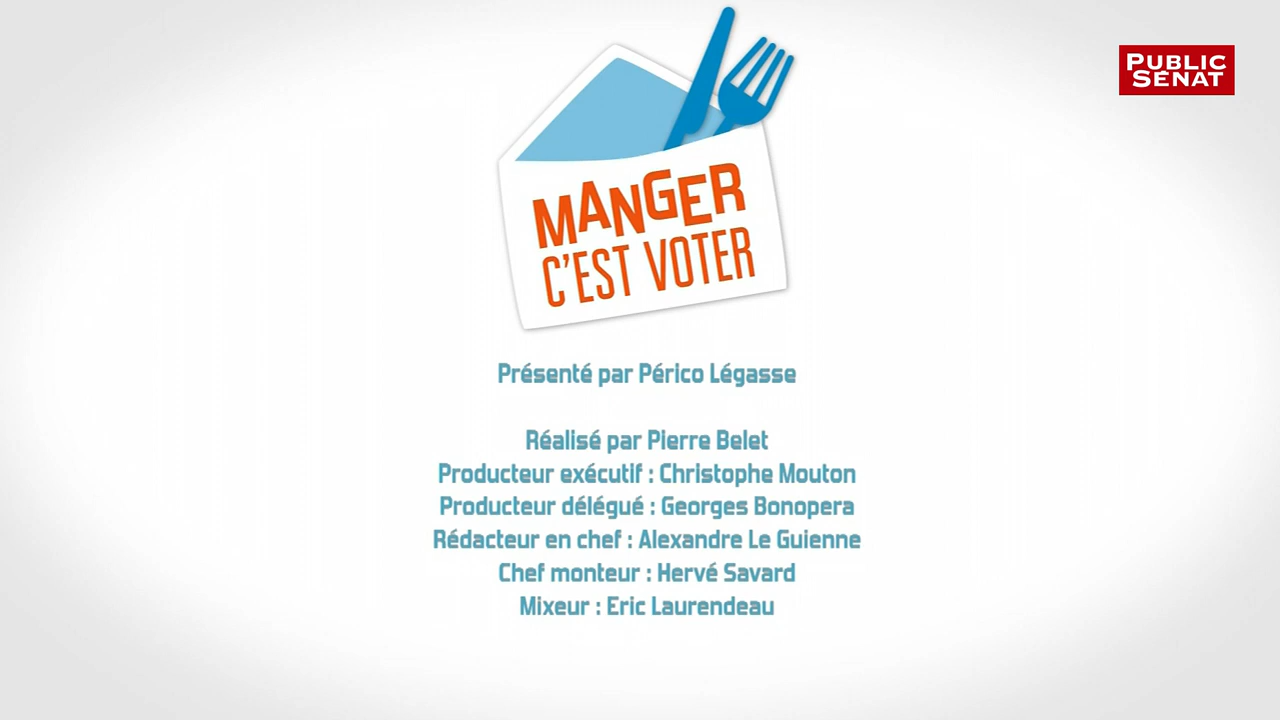 PUBLIC
SÉNAT
MANGER
C'EST VOTER
Présenté par Périco Légasse
Réalisé par Pierre Belet
Producteur exécutif : Christophe Mouton
Producteur délégué : Georges Bonopera
Rédacteur en chef : Alexandre Le Guienne
Chef monteur : Hervé Savard
Mixeur : Eric Laurendeau